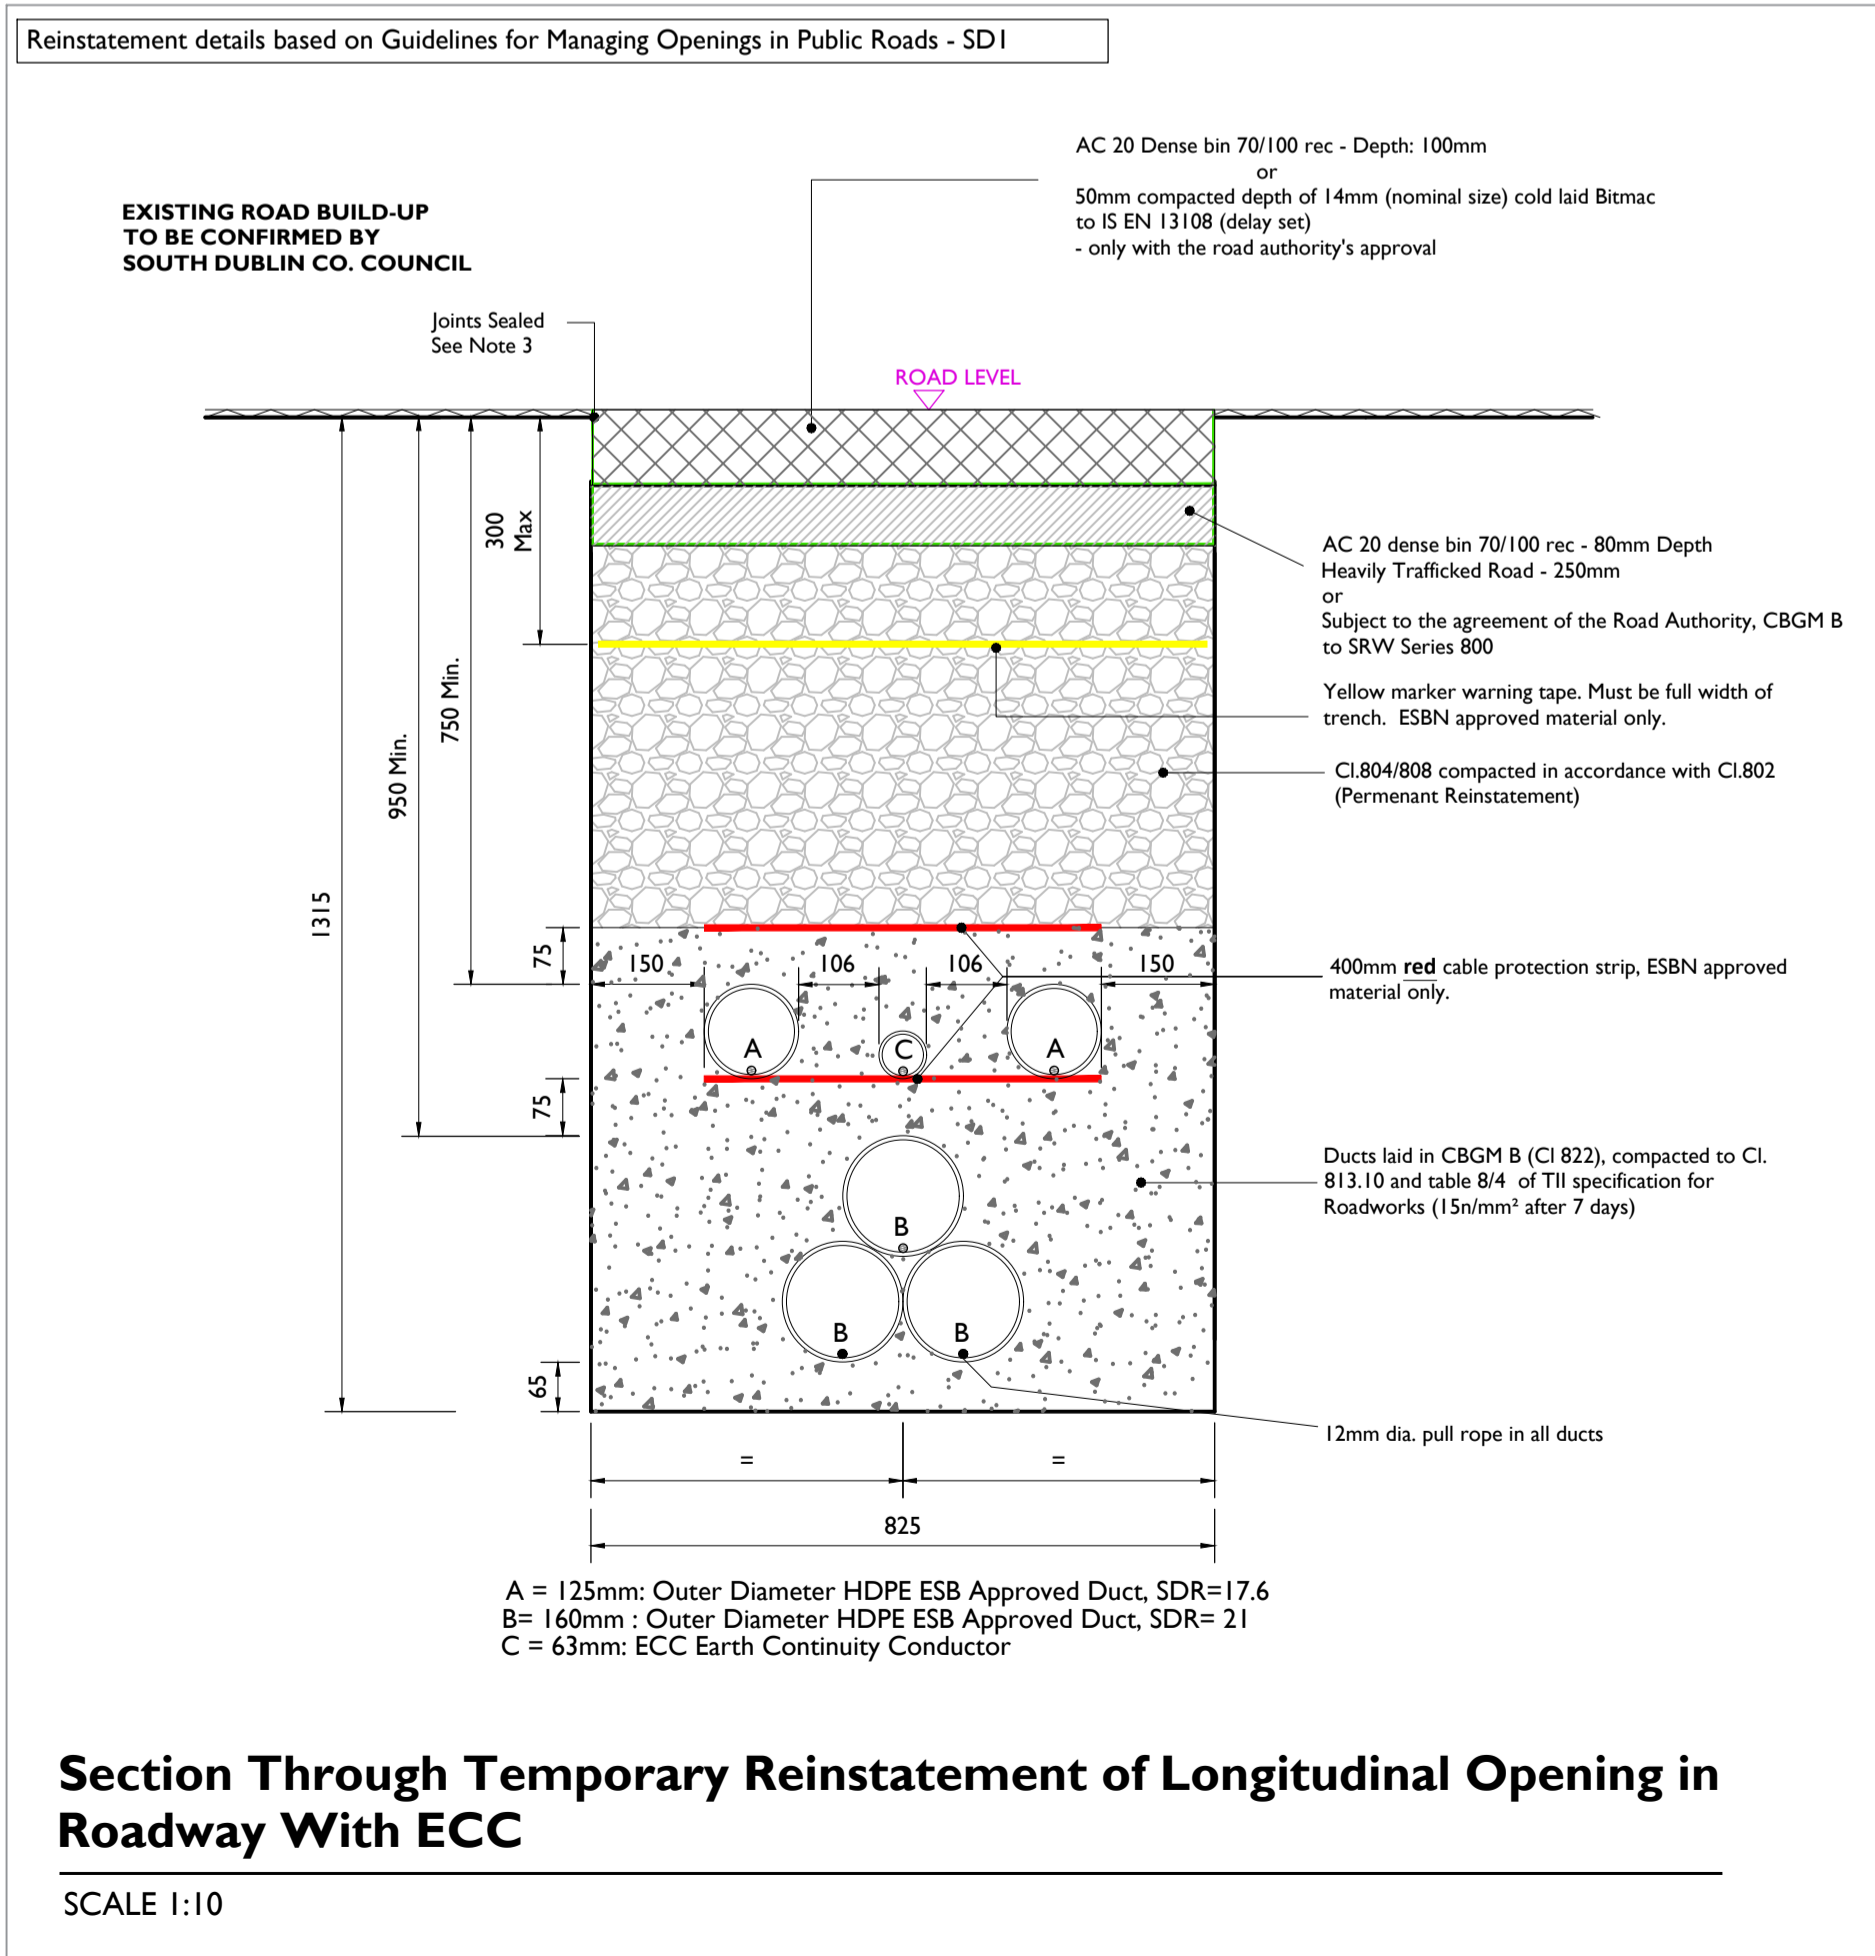 Reinstatement details based on Guidelines for Managing Openings in Public Roads - SD1
AC 20 Dense bin 70/100 rec - Depth: 100mm
or
50mm compacted depth of 14mm (nominal size) cold laid Bitmac
to IS EN 13108 (delay set)
- only with the road authority's approval
EXISTING ROAD BUILD-UP
TO BE CONFIRMED BY
SOUTH DUBLIN CO. COUNCIL
Joints Sealed
See Note 3
ROAD LEVEL
300
Max
750 Min.
950 Min.
1315
AC 20 dense bin 70/100 rec - 80mm Depth
Heavily Trafficked Road - 250mm
or
Subject to the agreement of the Road Authority, CBGM B
to SRW Series 800
Yellow marker warning tape. Must be full width of
trench. ESBN approved material only.
Cl.804/808 compacted in accordance with Cl.802
(Permenant Reinstatement)
75
150
106
106
150
400mm red cable protection strip, ESBN approved
material only.
A
C
A
75
Ducts laid in CBGM B (Cl 822), compacted to Cl.
813.10 and table 8/4 of TII specification for
Roadworks (15n/mm² after 7 days)
B
B
B
65
12mm dia. pull rope in all ducts
=
=
825
A = 125mm: Outer Diameter HDPE ESB Approved Duct, SDR=17.6
B= 160mm : Outer Diameter HDPE ESB Approved Duct, SDR= 21
C = 63mm: ECC Earth Continuity Conductor
Section Through Temporary Reinstatement of Longitudinal Opening in
Roadway With ECC
SCALE 1:10